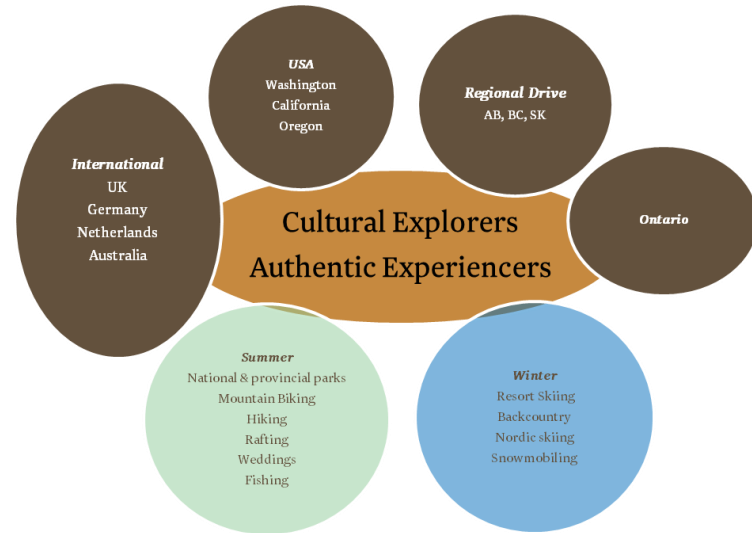 USA
Washington
California
Oregon
Regional Drive
AB, BC, SK
International
UK
Germany
Netherlands
Australia
Ontario
Cultural Explorers
Authentic Experiencers
Summer
National & provincial parks
Mountain Biking
Hiking
Rafting
Weddings
Fishing
Winter
Resort Skiing
Backcountry
Nordic skiing
Snowmobiling